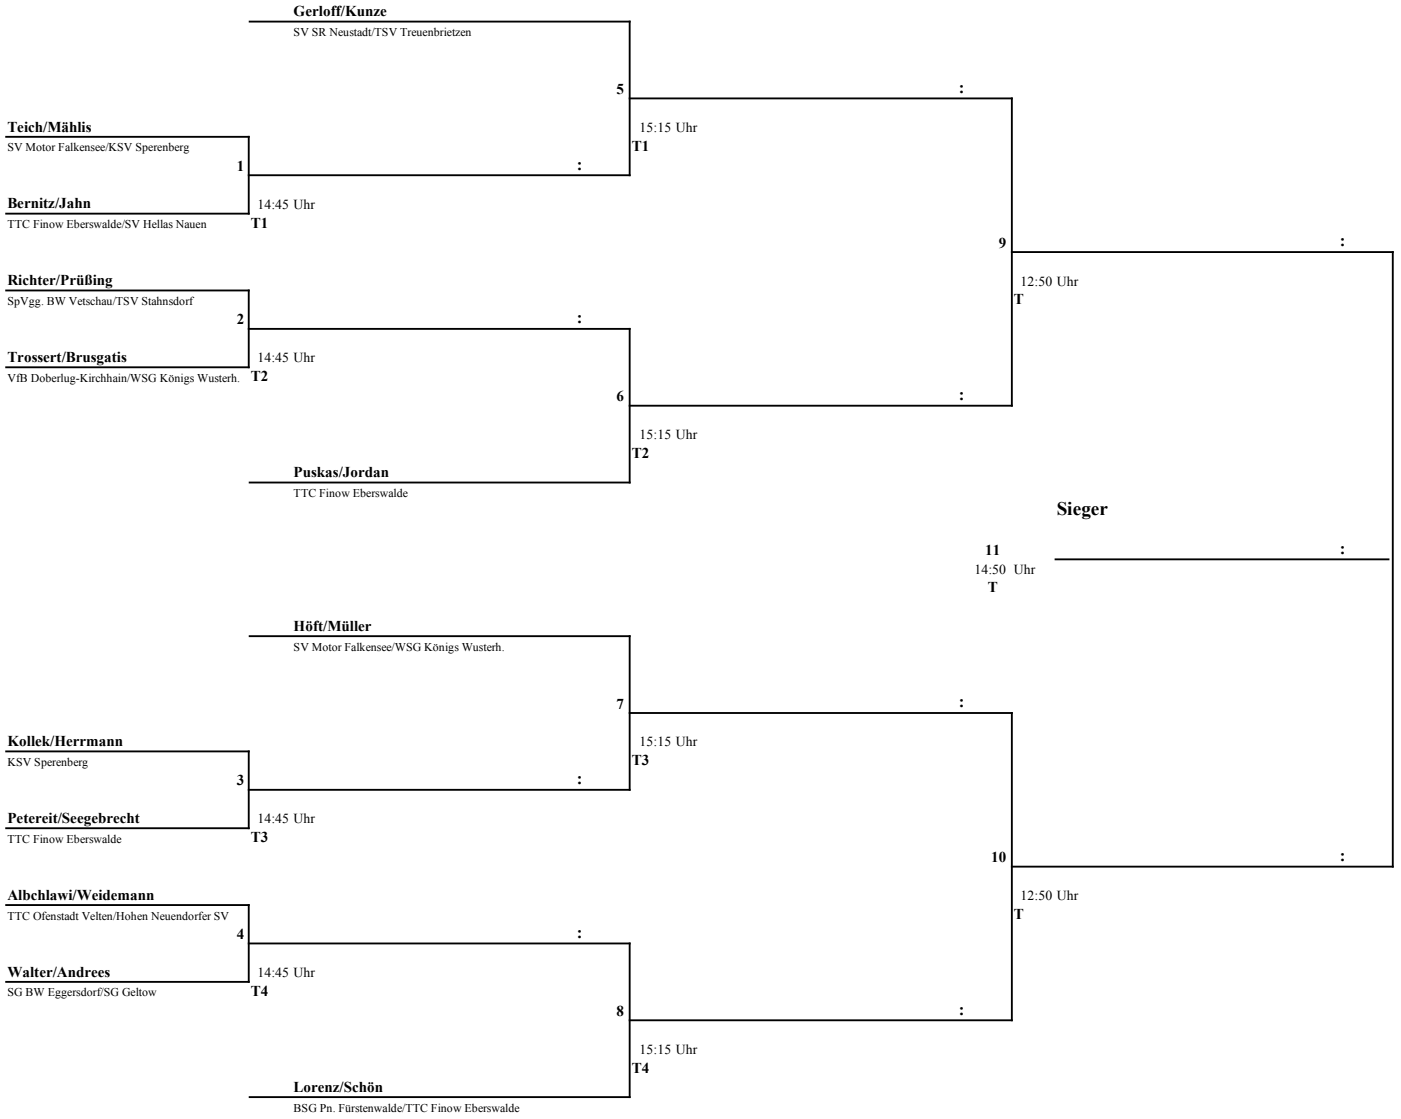 Gerloff/Kunze
SV SR Neustadt/TSV Treuenbrietzen
5
:
Teich/Mählis
15:15 Uhr
SV Motor Falkensee/KSV Sperenberg
T1
1
:
Bernitz/Jahn
14:45 Uhr
TTC Finow Eberswalde/SV Hellas Nauen
T1
9
:
Richter/Prüßing
12:50 Uhr
SpVgg. BW Vetschau/TSV Stahnsdorf
T
2
:
Trossert/Brusgatis
14:45 Uhr
VfB Doberlug-Kirchhain/WSG Königs Wusterh.
T2
6
:
15:15 Uhr
T2
Puskas/Jordan
TTC Finow Eberswalde
Sieger
11
:
14:50 Uhr
T
Höft/Müller
SV Motor Falkensee/WSG Königs Wusterh.
7
:
Kollek/Herrmann
15:15 Uhr
KSV Sperenberg
T3
3
:
Petereit/Seegebrecht
14:45 Uhr
TTC Finow Eberswalde
T3
10
:
Albchlawi/Weidemann
12:50 Uhr
TTC Ofenstadt Velten/Hohen Neuendorfer SV
T
4
:
Walter/Andrees
14:45 Uhr
SG BW Eggersdorf/SG Geltow
T4
8
:
15:15 Uhr
T4
Lorenz/Schön
BSG Pn. Fürstenwalde/TTC Finow Eberswalde